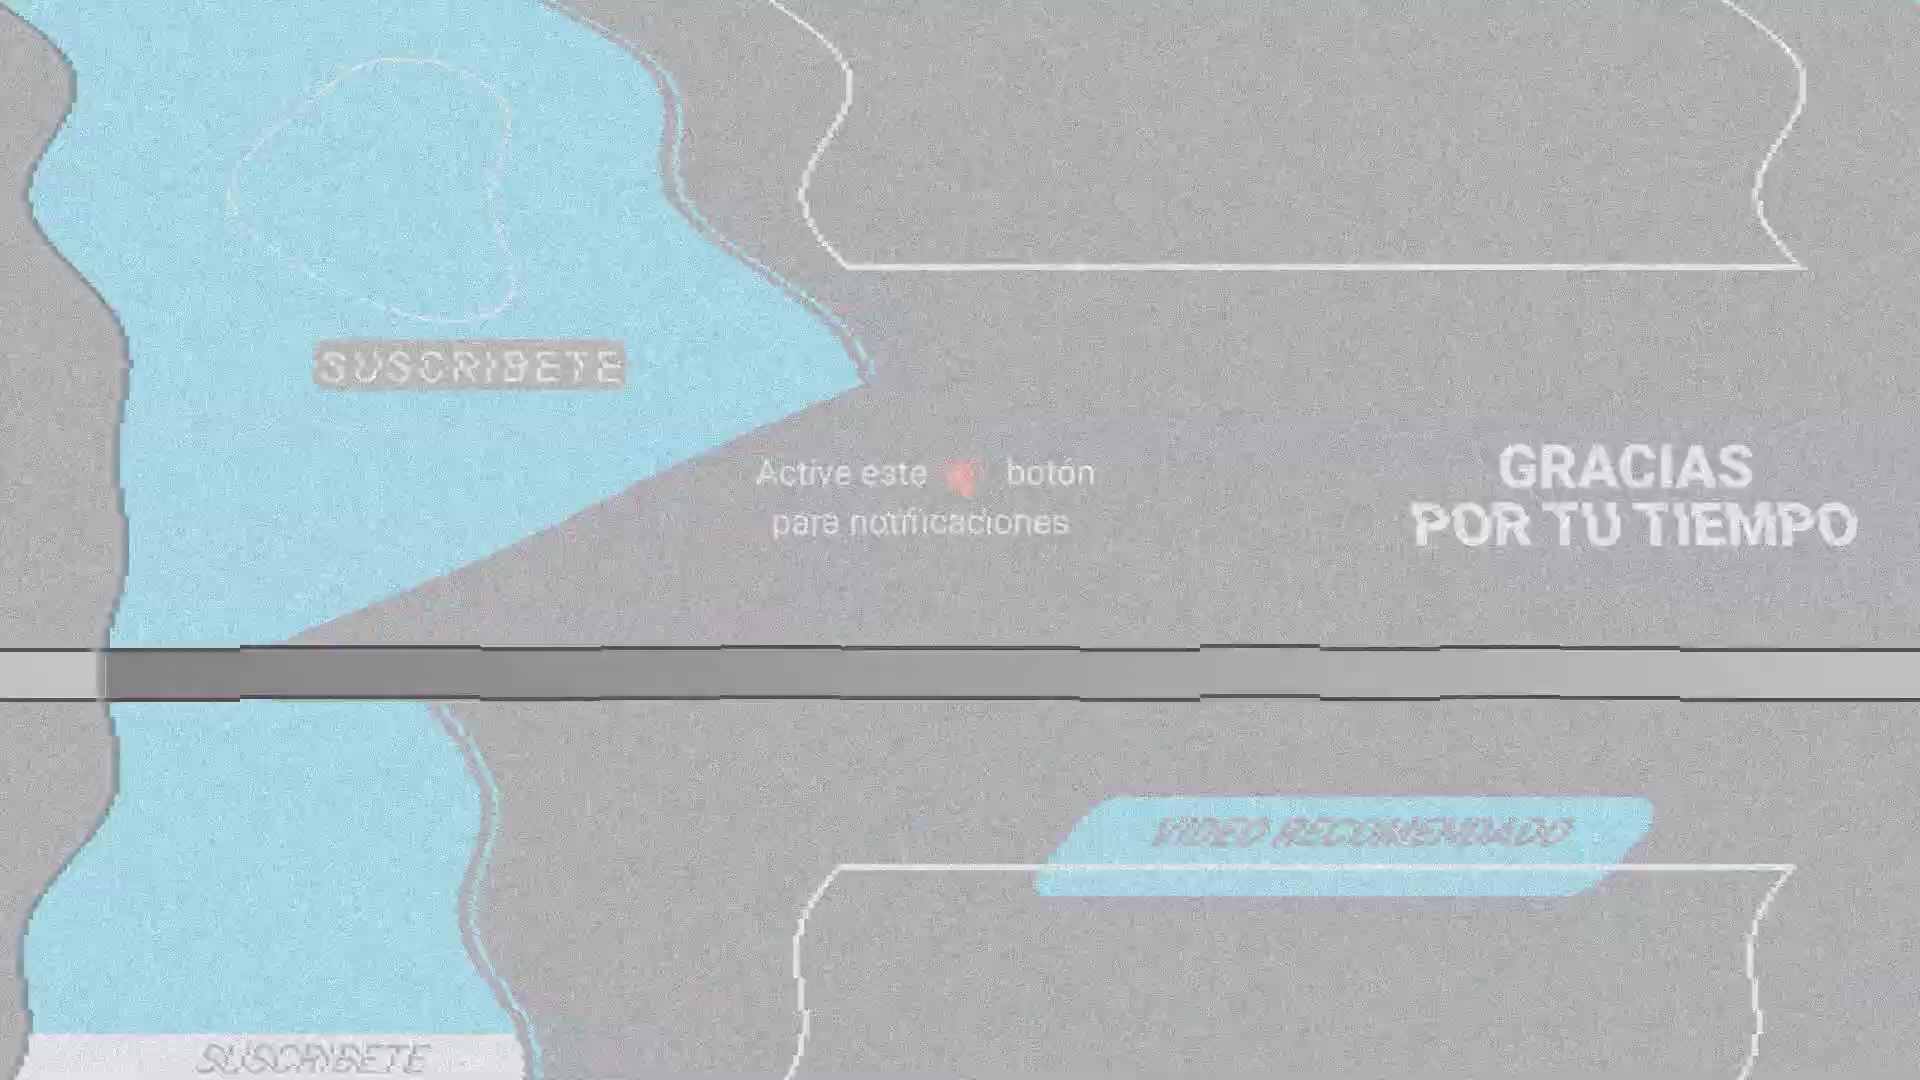 SUSCRIBETE
Active este botón
para notificaciones
GRACIAS
POR TU TIEMPO
VIDEO RECOMENDADO
SUSCRIBETE